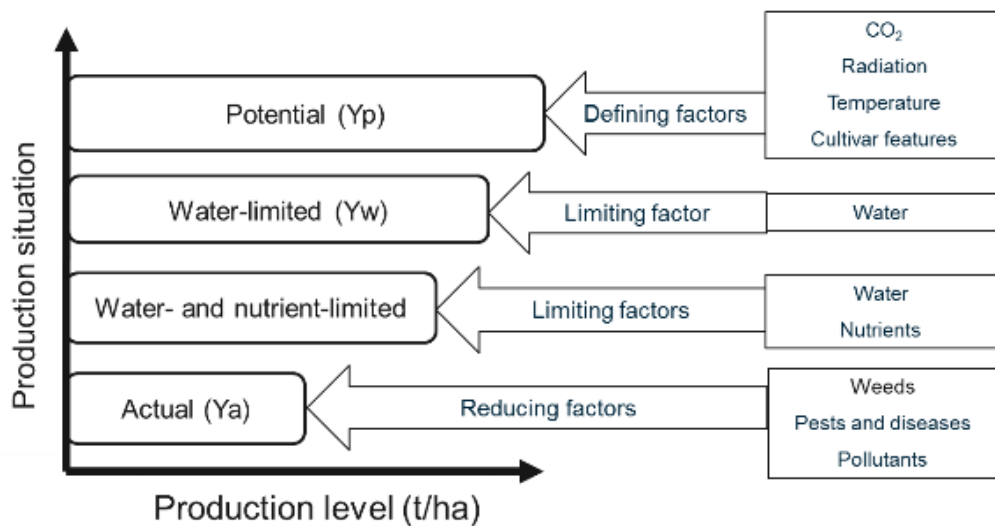 Production situation
Potential (Yp)
Defining factors
CO₂
Radiation
Temperature
Cultivar features
Water-limited (Yw)
Limiting factor
Water
Water- and nutrient-limited
Limiting factors
Water
Nutrients
Actual (Ya)
Reducing factors
Weeds
Pests and diseases
Pollutants
Production level (t/ha)